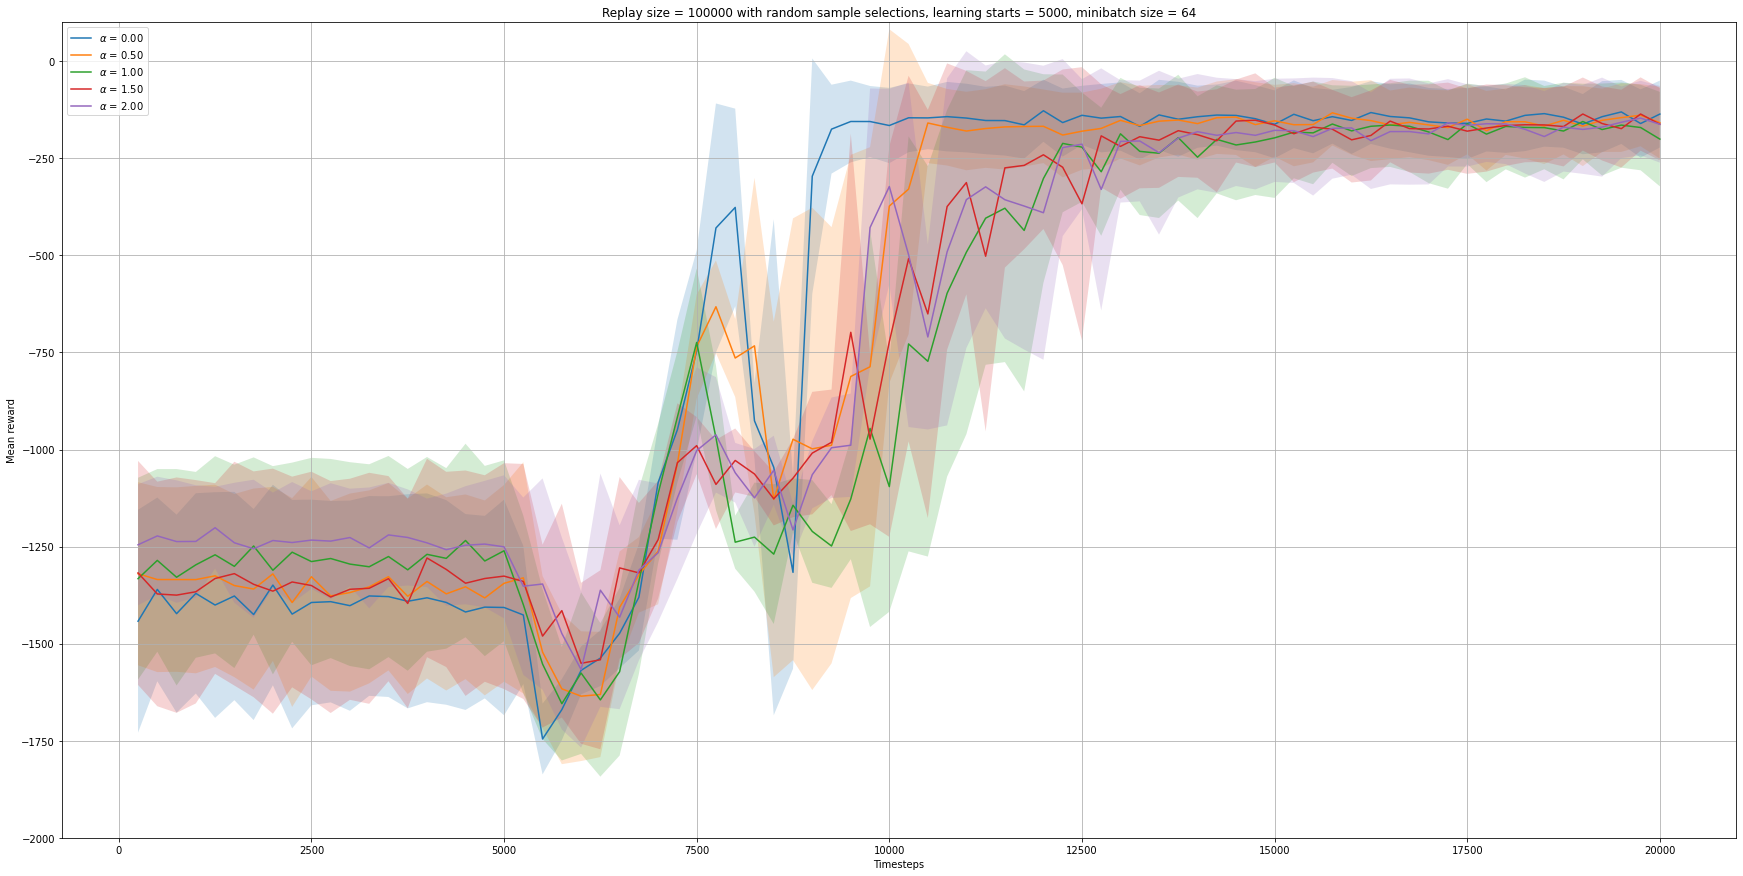 Replay size = 100000 with random sample selections, learning starts = 5000, minibatch size = 64
α = 0.00
α = 0.50
α = 1.00
α = 1.50
α = 2.00
0
−250
−500
−750
−1000
−1250
−1500
−1750
−2000
Mean reward
0 2500 5000 7500 10000 12500 15000 17500 20000
Timesteps